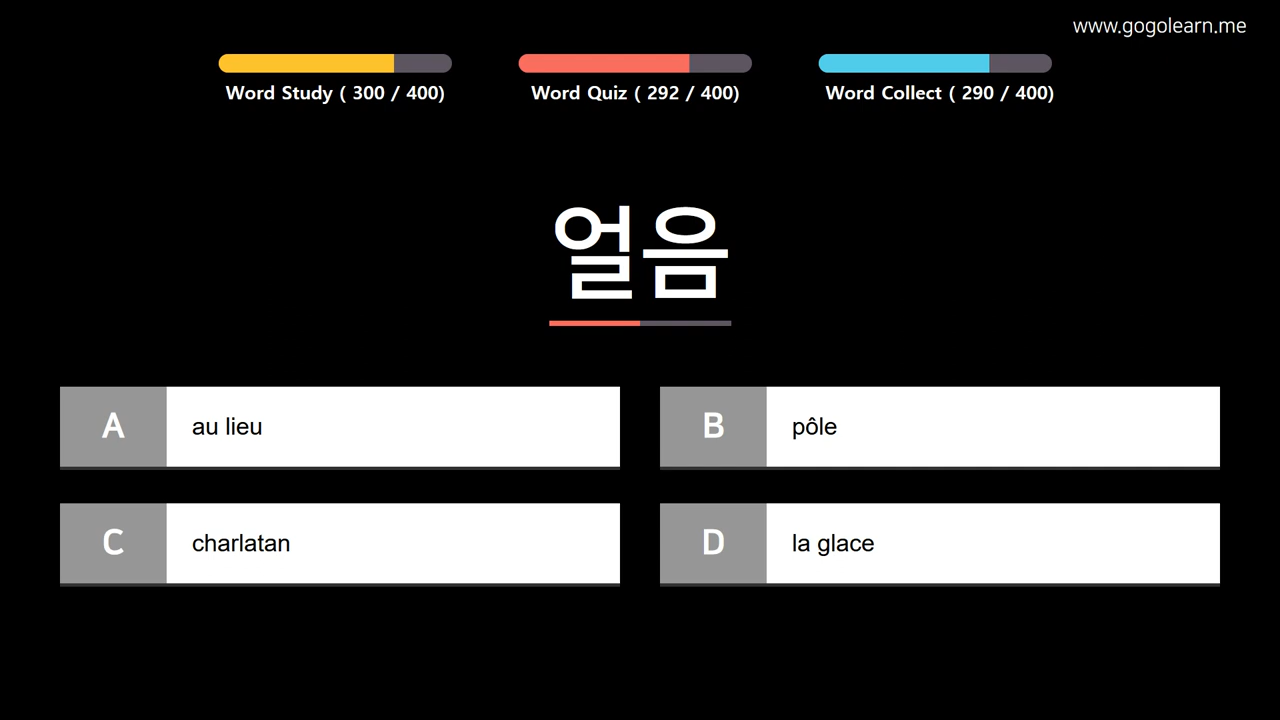 www.gogolearn.me
Word Study ( 300 / 400)
Word Quiz ( 292 / 400)
Word Collect ( 290 / 400)
얼음
A
au lieu
B
pôle
C
charlatan
D
la glace